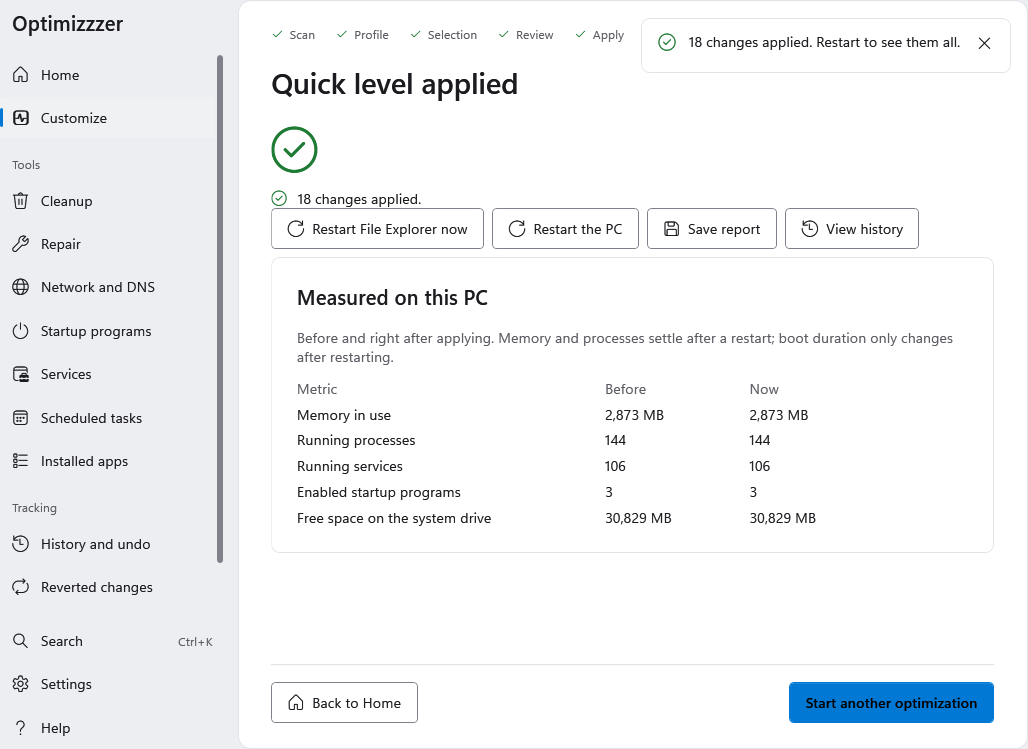 Optimizzzer
Home
Customize
Tools
Cleanup
Repair
Network and DNS
Startup programs
Services
Scheduled tasks
Installed apps
Tracking
History and undo
Reverted changes
Search Ctrl+K
Settings
Help
Scan Profile Selection Review Apply
18 changes applied. Restart to see them all.
Quick level applied
18 changes applied.
Restart File Explorer now Restart the PC Save report View history
Measured on this PC
Before and right after applying. Memory and processes settle after a restart; boot duration only changes
after restarting.
Metric Before Now
Memory in use 2,873 MB 2,873 MB
Running processes 144 144
Running services 106 106
Enabled startup programs 3 3
Free space on the system drive 30,829 MB 30,829 MB
Back to Home Start another optimization